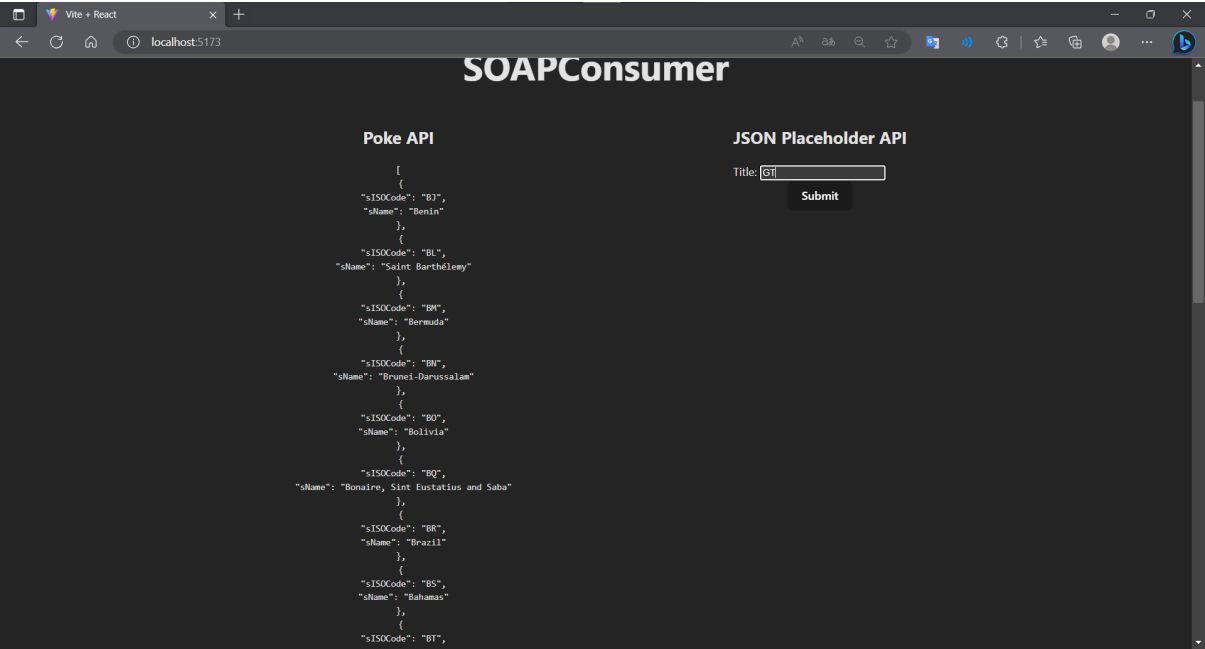 Vite + React
localhost:5173
SOAPConsumer
Poke API
[
{
"sISOCode": "BJ",
"sName": "Benin"
},
{
"sISOCode": "BL",
"sName": "Saint Barthélemy"
},
{
"sISOCode": "BM",
"sName": "Bermuda"
},
{
"sISOCode": "BN",
"sName": "Brunei-Darussalam"
},
{
"sISOCode": "BO",
"sName": "Bolivia"
},
{
"sISOCode": "BQ",
"sName": "Bonaire, Sint Eustatius and Saba"
},
{
"sISOCode": "BR",
"sName": "Brazil"
},
{
"sISOCode": "BS",
"sName": "Bahamas"
},
{
"sISOCode": "BT",
JSON Placeholder API
Title: GT
Submit